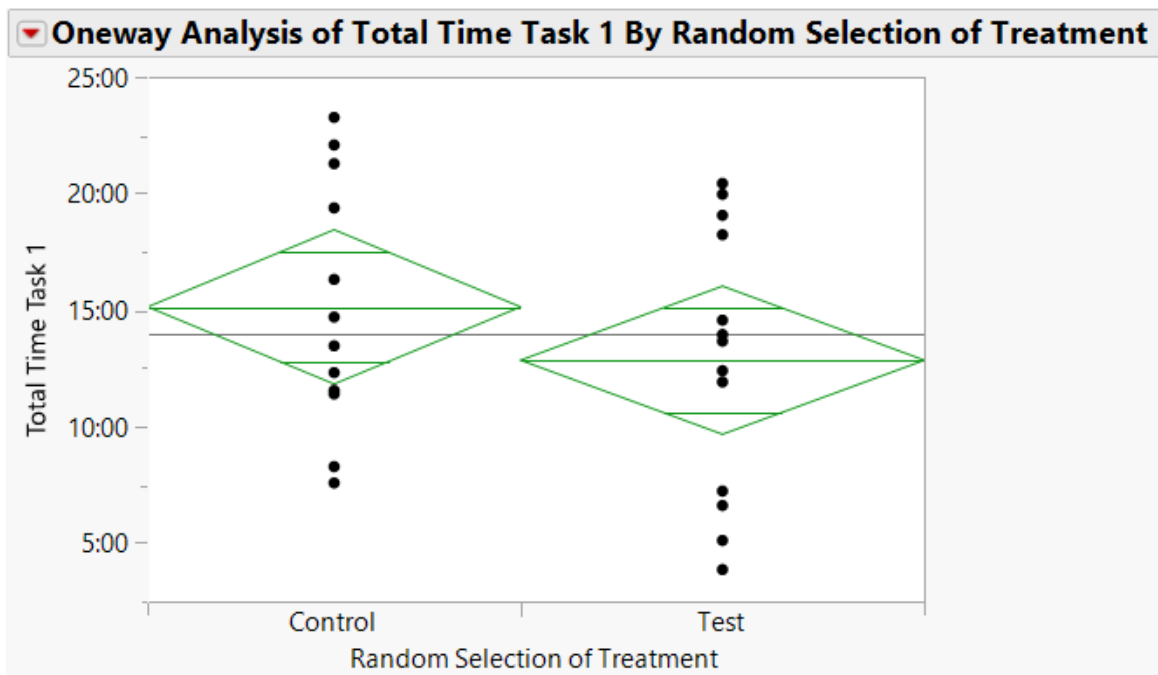 Oneway Analysis of Total Time Task 1 By Random Selection of Treatment
25:00
20:00
15:00
10:00
5:00
Total Time Task 1
Control Test
Random Selection of Treatment